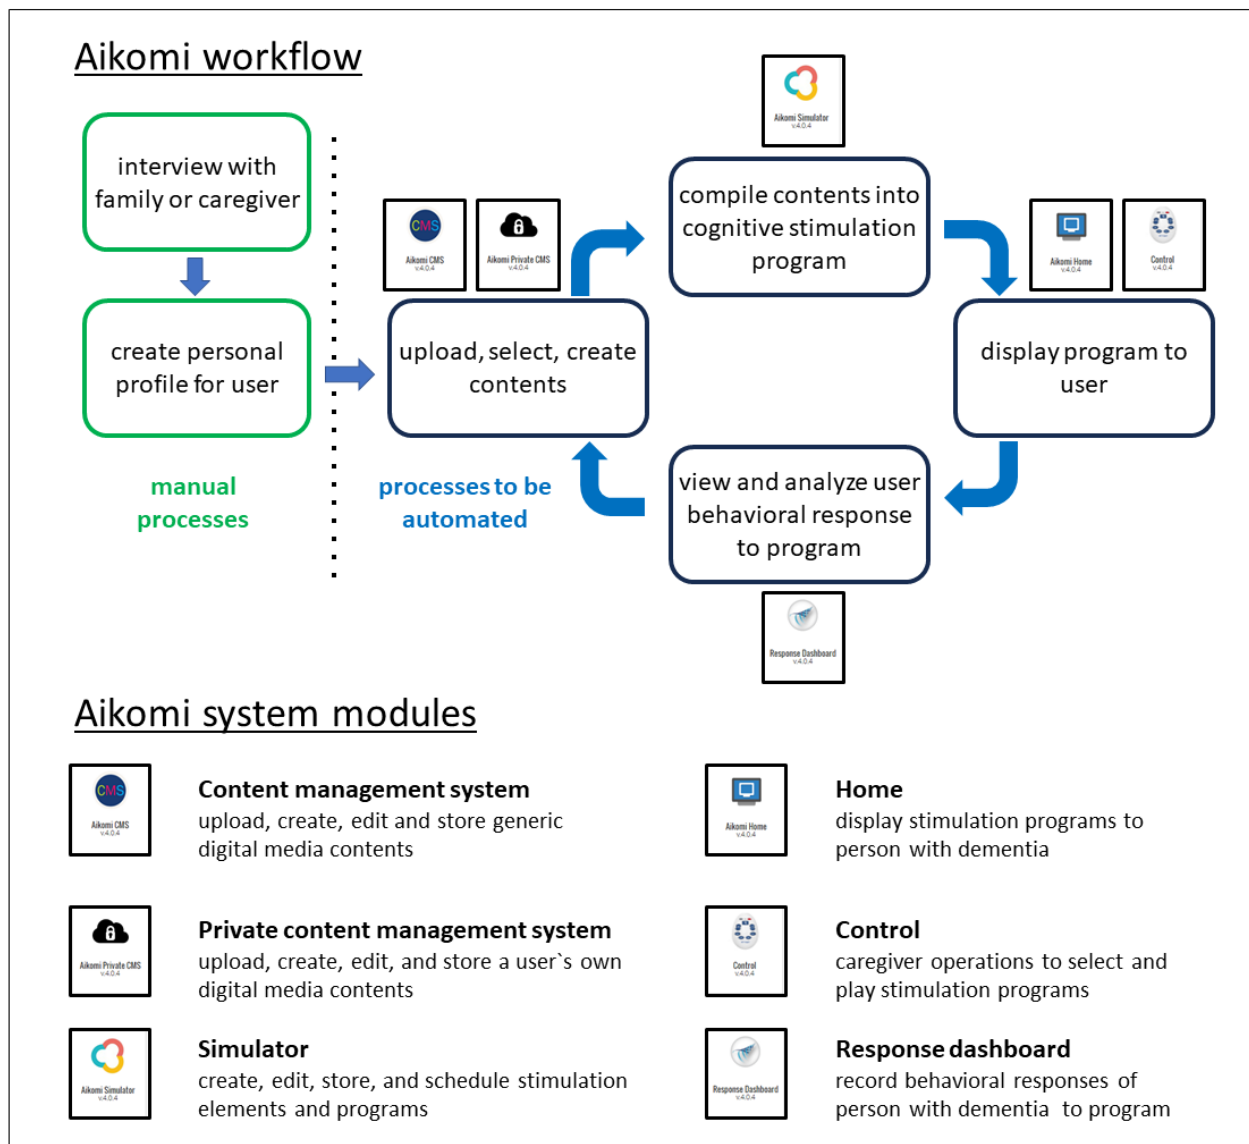 Aikomi workflow
interview with
family or caregiver
create personal
profile for user
manual
processes
Aikomi CMS
v.4.0.4
CMS
Aikomi Private CMS
v.4.0.4
upload, select, create
contents
processes to be
automated
Aikomi Simulator
v.4.0.4
compile contents into
cognitive stimulation
program
Aikomi Home
v.4.0.4
Control
v.4.0.4
display program to
user
view and analyze user
behavioral response
to program
Response Dashboard
v.4.0.4
Aikomi system modules
CMS
Aikomi CMS
v.4.0.4
Content management system
upload, create, edit and store generic
digital media contents
Aikomi Private CMS
v.4.0.4
Private content management system
upload, create, edit, and store a user`s own
digital media contents
Aikomi Simulator
v.4.0.4
Simulator
create, edit, store, and schedule stimulation
elements and programs
Aikomi Home
v.4.0.4
Home
display stimulation programs to
person with dementia
Control
v.4.0.4
Control
caregiver operations to select and
play stimulation programs
Response Dashboard
v.4.0.4
Response dashboard
record behavioral responses of
person with dementia to program